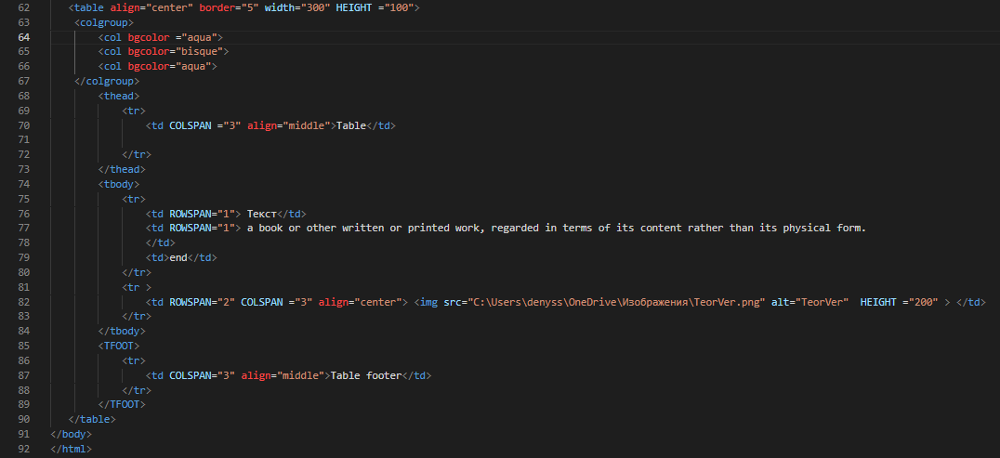 62 <table align="center" border="5" width="300" HEIGHT ="100">
63 <colgroup>
64 <col bgcolor ="aqua">
65 <col bgcolor="bisque">
66 <col bgcolor="aqua">
67 </colgroup>
68 <thead>
69 <tr>
70 <td COLSPAN ="3" align="middle">Table</td>
71
72 </tr>
73 </thead>
74 <tbody>
75 <tr>
76 <td ROWSPAN="1"> Текст</td>
77 <td ROWSPAN="1"> a book or other written or printed work, regarded in terms of its content rather than its physical form.
78 </td>
79 <td>end</td>
80 </tr>
81 <tr >
82 <td ROWSPAN="2" COLSPAN ="3" align="center"> <img src="C:\Users\denyss\OneDrive\Изображения\TeorVer.png" alt="TeorVer"  HEIGHT ="200" > </td>
83 </tr>
84 </tbody>
85 <TFOOT>
86 <tr>
87 <td COLSPAN="3" align="middle">Table footer</td>
88 </tr>
89 </TFOOT>
90 </table>
91 </body>
92 </html>